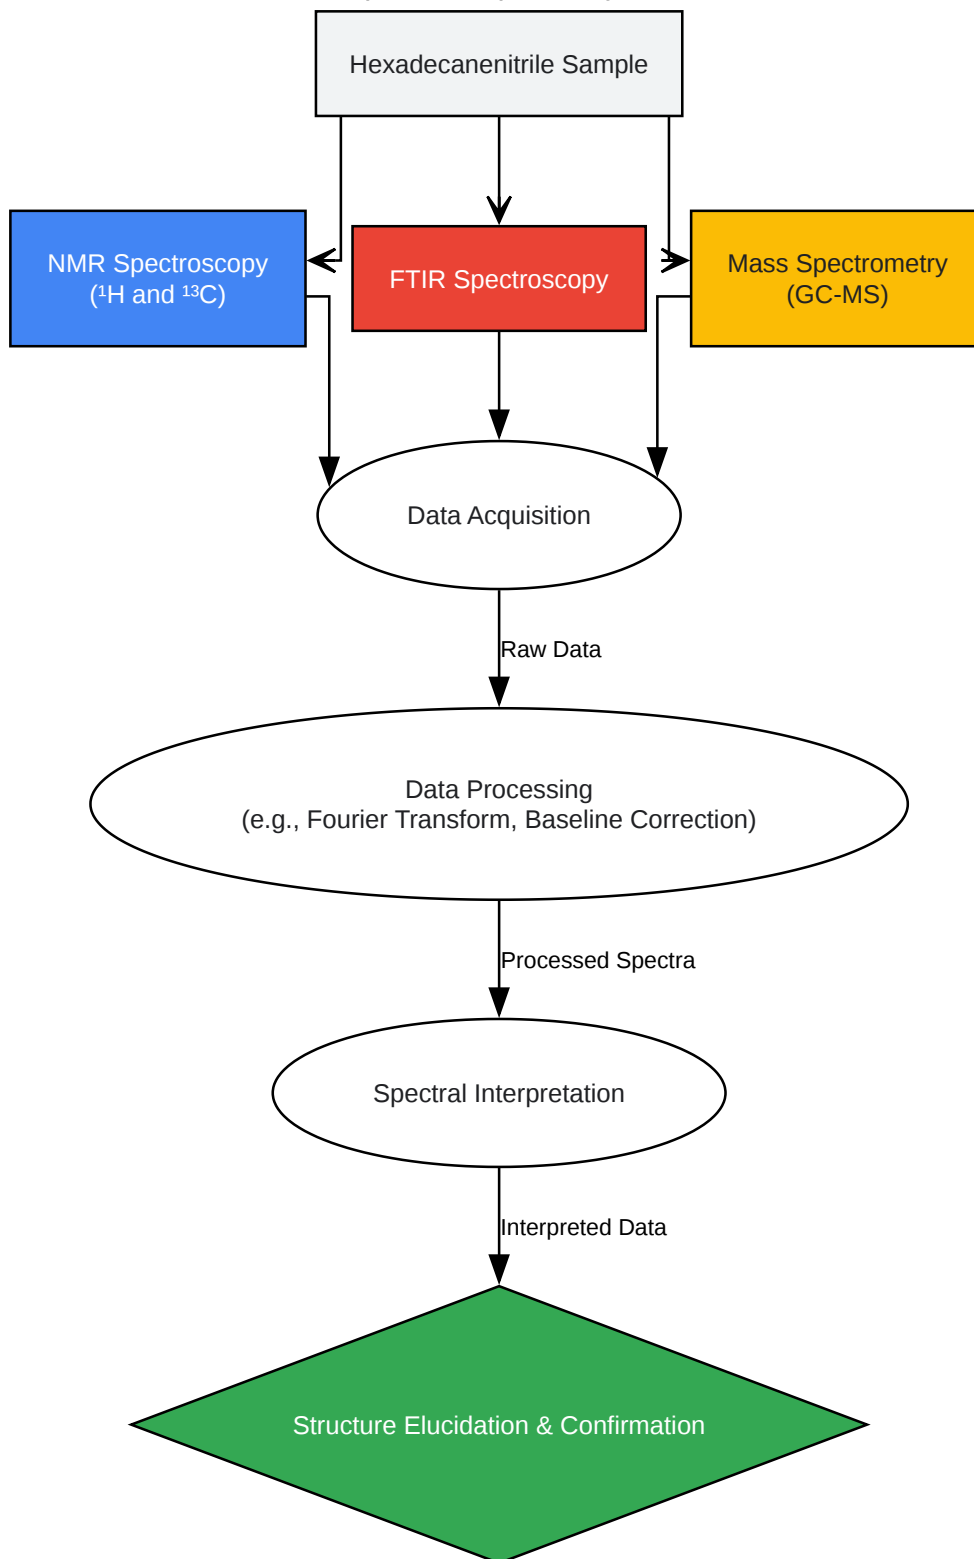 Hexadecanenitrile Sample
NMR Spectroscopy
(¹H and ¹³C)
FTIR Spectroscopy
Mass Spectrometry
(GC-MS)
Data Acquisition
Raw Data
Data Processing
(e.g., Fourier Transform, Baseline Correction)
Processed Spectra
Spectral Interpretation
Interpreted Data
Structure Elucidation & Confirmation